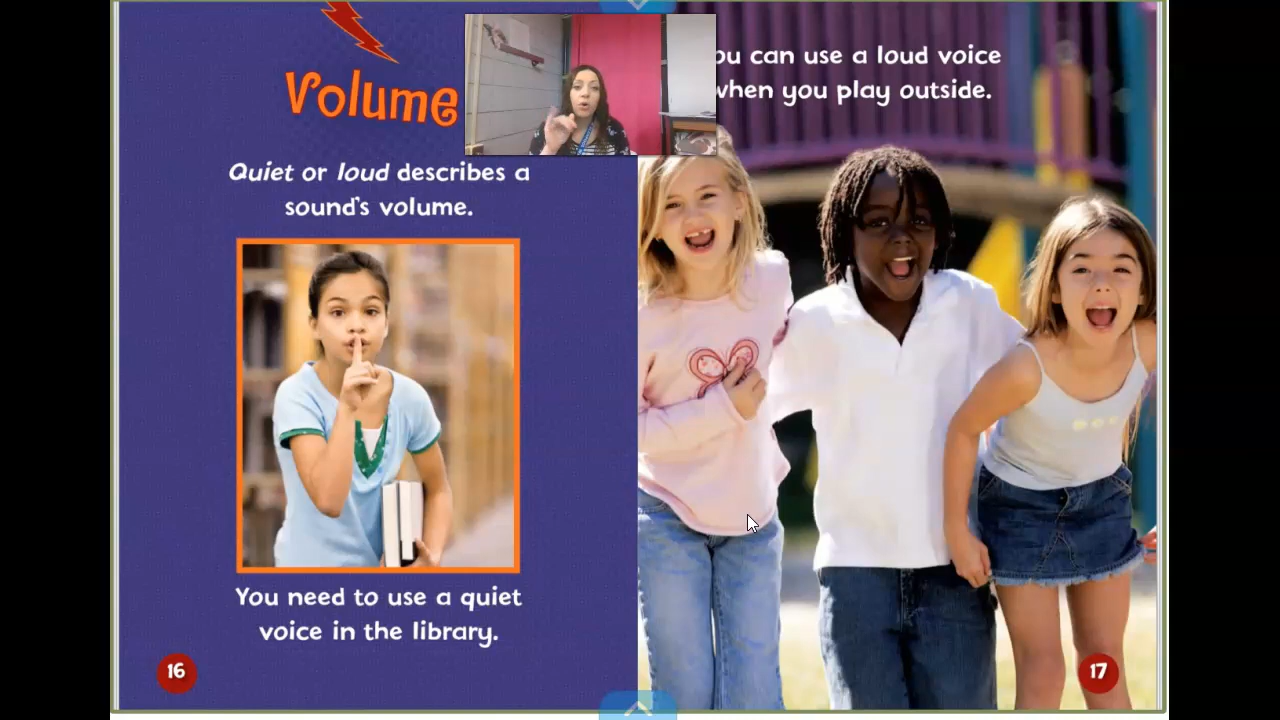 Volume
Quiet or loud describes a
sound's volume.
You need to use a quiet
voice in the library.
16
can use a loud voice
when you play outside.
17